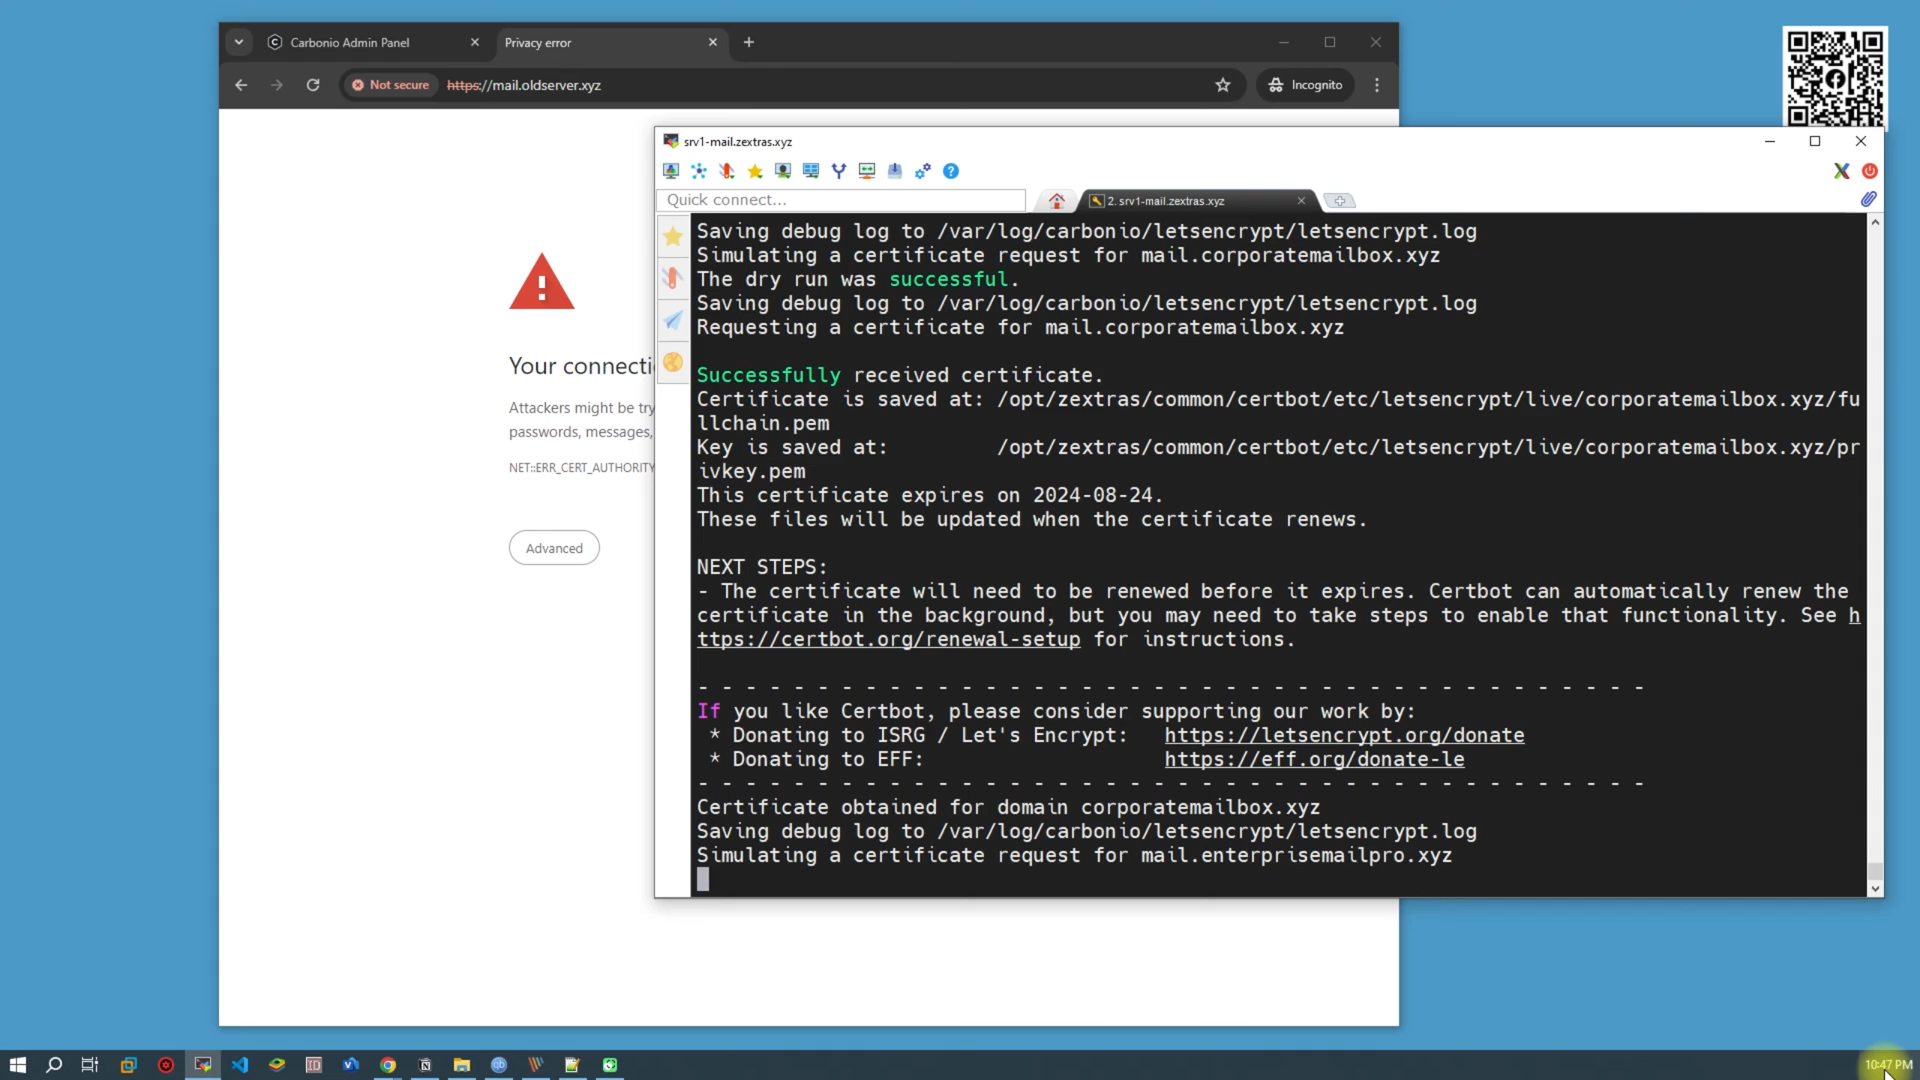 Carbonio Admin Panel
Privacy error
Not secure
https://mail.oldserver.xyz
Incognito
srv1-mail.zextras.xyz
Quick connect...
2. srv1-mail.zextras.xyz
Your connecti
Attackers might be try
passwords, messages,
NET::ERR_CERT_AUTHORITY
Advanced
Saving debug log to /var/log/carbonio/letsencrypt/letsencrypt.log
Simulating a certificate request for mail.corporatemailbox.xyz
The dry run was successful.
Saving debug log to /var/log/carbonio/letsencrypt/letsencrypt.log
Requesting a certificate for mail.corporatemailbox.xyz
Successfully received certificate.
Certificate is saved at: /opt/zextras/common/certbot/etc/letsencrypt/live/corporatemailbox.xyz/fu
llchain.pem
Key is saved at:         /opt/zextras/common/certbot/etc/letsencrypt/live/corporatemailbox.xyz/pr
ivkey.pem
This certificate expires on 2024-08-24.
These files will be updated when the certificate renews.
NEXT STEPS:
- The certificate will need to be renewed before it expires. Certbot can automatically renew the
certificate in the background, but you may need to take steps to enable that functionality. See h
ttps://certbot.org/renewal-setup for instructions.
- - - - - - - - - - - - - - - - - - - - - - - - - - - - - - - - - - - - - - - -
If you like Certbot, please consider supporting our work by:
* Donating to ISRG / Let's Encrypt:   https://letsencrypt.org/donate
* Donating to EFF:                    https://eff.org/donate-le
- - - - - - - - - - - - - - - - - - - - - - - - - - - - - - - - - - - - - - - -
Certificate obtained for domain corporatemailbox.xyz
Saving debug log to /var/log/carbonio/letsencrypt/letsencrypt.log
Simulating a certificate request for mail.enterprisemailpro.xyz
10:47 PM